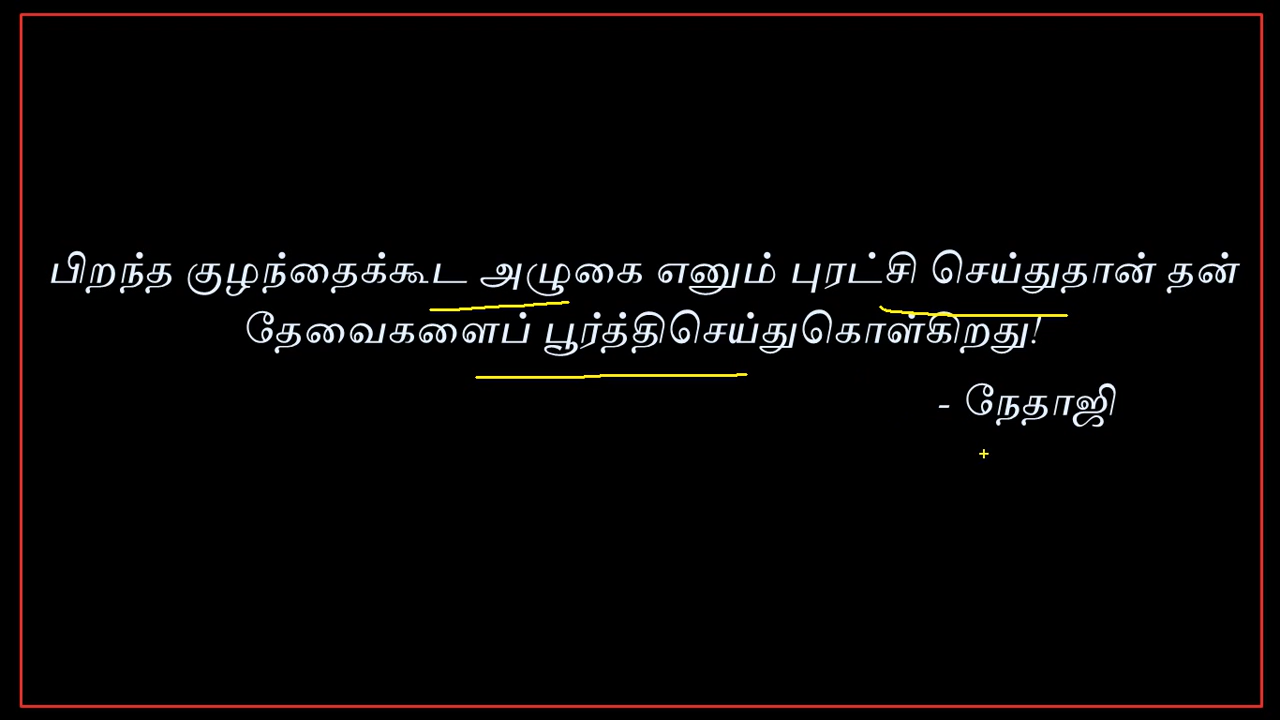 பிறந்த குழந்தைக்கூட அழுகை எனும் புரட்சி செய்துதான் தன்
தேவைகளைப் பூர்த்திசெய்துகொள்கிறது!
- நேதாஜி